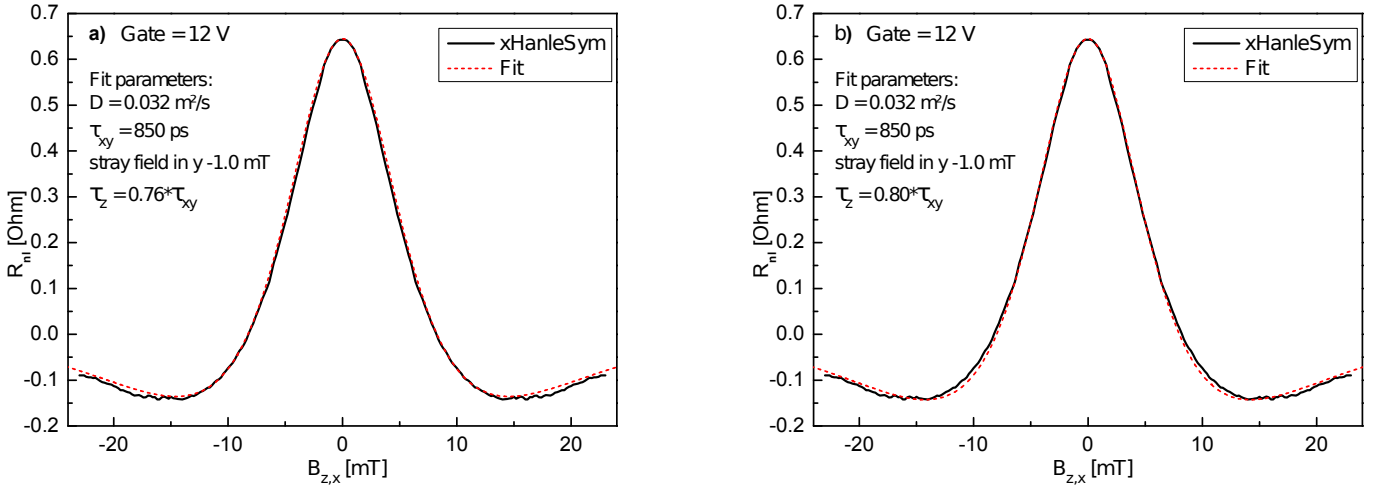 a) Gate = 12 V
xHanleSym
Fit
Fit parameters:
D = 0.032 m²/s
τxy = 850 ps
stray field in y -1.0 mT
τz = 0.76*τxy
Rnl [Ohm]
0.7
0.6
0.5
0.4
0.3
0.2
0.1
0.0
-0.1
-0.2
-20 -10 0 10 20
Bz,x [mT]
b) Gate = 12 V
xHanleSym
Fit
Fit parameters:
D = 0.032 m²/s
τxy = 850 ps
stray field in y -1.0 mT
τz = 0.80*τxy
Rnl [Ohm]
0.7
0.6
0.5
0.4
0.3
0.2
0.1
0.0
-0.1
-0.2
-20 -10 0 10 20
Bz,x [mT]